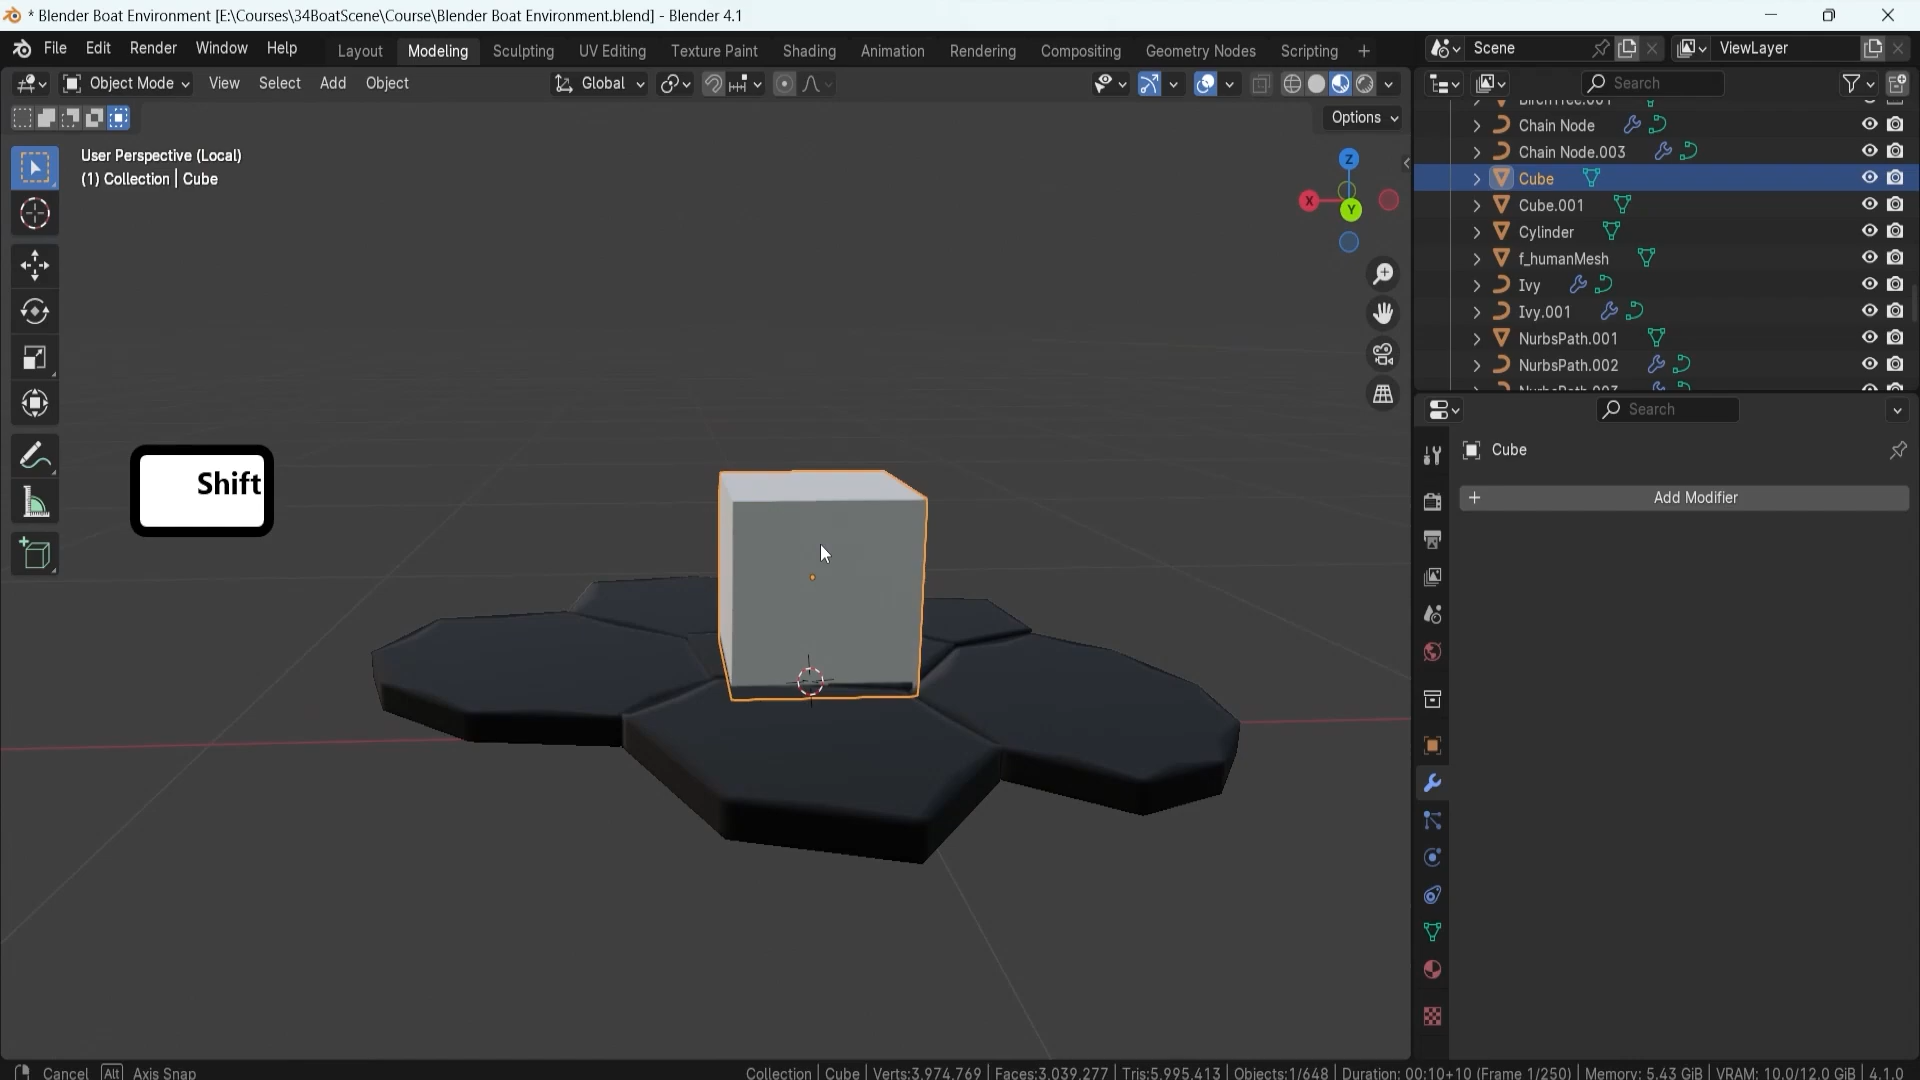 * Blender Boat Environment [E:\Courses\34BoatScene\Course\Blender Boat Environment.blend] - Blender 4.1
File Edit Render Window Help Layout Modeling Sculpting UV Editing Texture Paint Shading Animation Rendering Compositing Geometry Nodes Scripting + Scene ViewLayer
Object Mode View Select Add Object Global Search
Options
User Perspective (Local)
(1) Collection | Cube
Z
X
Y
Shift
BirchTree.001
Chain Node
Chain Node.003
Cube
Cube.001
Cylinder
f_humanMesh
Ivy
Ivy.001
NurbsPath.001
NurbsPath.002
NurbsPath.003
Search
Cube
+ Add Modifier
Cancel Alt Axis Snap Collection | Cube | Verts:3,974,769 | Faces:3,039,277 | Tris:5,995,413 | Objects:1/648 | Duration: 00:10+10 (Frame 1/250) | Memory: 5.43 GiB | VRAM: 10.0/12.0 GiB | 4.1.0